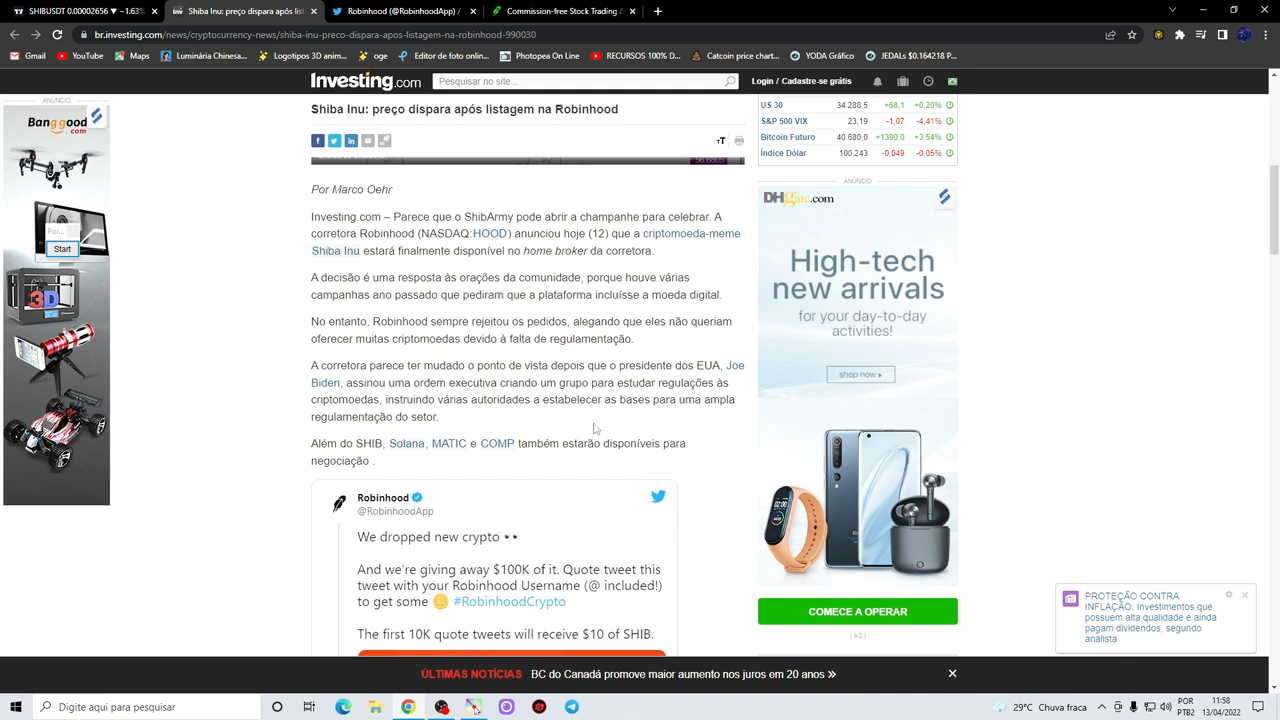 SHIBUSDT 0.00002656 −1.63%
Shiba Inu: preço dispara após list
(2) Robinhood (@RobinhoodApp) /
Commission-free Stock Trading &
br.investing.com/news/cryptocurrency-news/shiba-inu-preco-dispara-apos-listagem-na-robinhood-990030
Gmail
YouTube
Maps
Luminária Chinesa...
Skyscraper 3D anim...
oge
Editor de foto onlin...
Photopea Onl
RECURSOS 100% D...
Catcoin price chart...
YODA Gráfico
JEDALs $0.164218 P...
Investing.com
Pesquisar no site...
Login / Cadastre-se grátis
ANÚNCIO
Banggood
.com
Start
3D
Shiba Inu: preço dispara após listagem na Robinhood
Por Marco Oehr
Investing.com – Parece que o ShibArmy pode abrir a champanhe para celebrar. A
corretora Robinhood (NASDAQ:HOOD) anunciou hoje (12) que a criptomoeda-meme
Shiba Inu estará finalmente disponível no home broker da corretora.
A decisão é uma resposta às orações da comunidade, porque houve várias
campanhas ano passado que pediram que a plataforma incluísse a moeda digital.
No entanto, Robinhood sempre rejeitou os pedidos, alegando que eles não queriam
oferecer muitas criptomoedas devido à falta de regulamentação.
A corretora parece ter mudado o ponto de vista depois que o presidente dos EUA, Joe
Biden, assinou uma ordem executiva criando um grupo para estudar regulações às
criptomoedas, instruindo várias autoridades a estabelecer as bases para uma ampla
regulamentação do setor.
Além do SHIB, Solana, MATIC e COMP também estarão disponíveis para
negociação .
Robinhood
@RobinhoodApp
We dropped new crypto 👀
And we're giving away $100K of it. Quote tweet this
tweet with your Robinhood Username (@ included!)
to get some 🪙 #RobinhoodCrypto
The first 10K quote tweets will receive $10 of SHIB.
US 30 34.288,5 +68,1 +0,20%
S&P 500 VIX 23,19 -1,07 -4,41%
Bitcoin Futuro 40.680,0 +1390,0 +3,54%
Índice Dólar 100,243 -0,049 -0,05%
ANÚNCIO
DHgate.com
High-tech
new arrivals
for your day-to-day
activities!
shop now
COMECE A OPERAR
| AD |
PROTEÇÃO CONTRA
INFLAÇÃO: Investimentos que
possuem alta qualidade e ainda
pagam dividendos, segundo
analista
ÚLTIMAS NOTÍCIAS BC do Canadá promove maior aumento nos juros em 20 anos »
Digite aqui para pesquisar
29°C Chuva fraca
POR
PTB2
11:58
13/04/2022